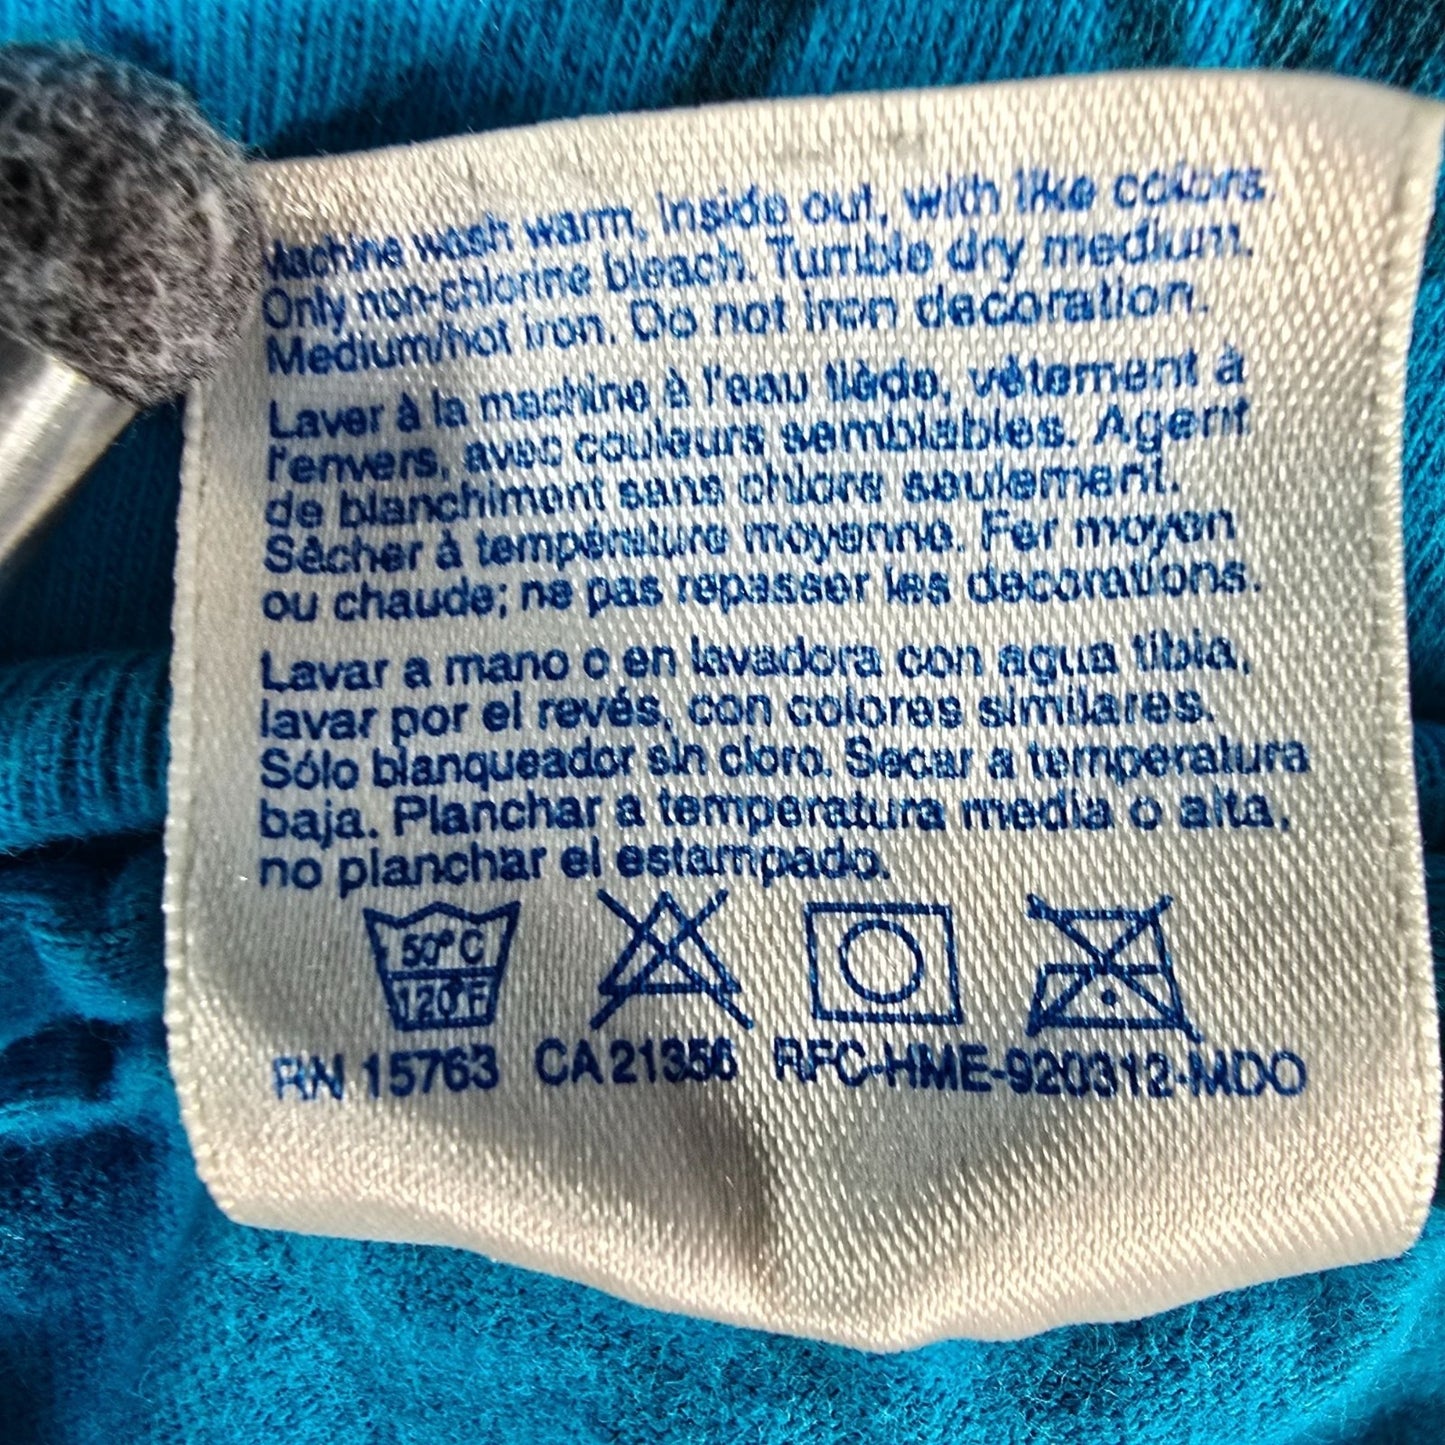 Machine wash warm, inside out, with like colors
Only non-chlorine bleach. Tumble dry medium.
Medium/hot iron. Do not iron decoration.
Laver à la machine à l'eau tiède, vêtement à
l'envers, avec couleurs semblables. Agent
de blanchiment sans chlore seulement.
Sêcher à température moyenne. Fer moyen
ou chaude; ne pas repasser les decorations.
Lavar a mano o en lavadora con agua tibia,
lavar por el revés, con colores similares.
Sólo blanqueador sin cloro. Secar a temperatura
baja. Planchar a temperatura media o alta,
no planchar el estampado.
50°C
120°F
RN 15763 CA 21356 RFC-HME-920312-MDO